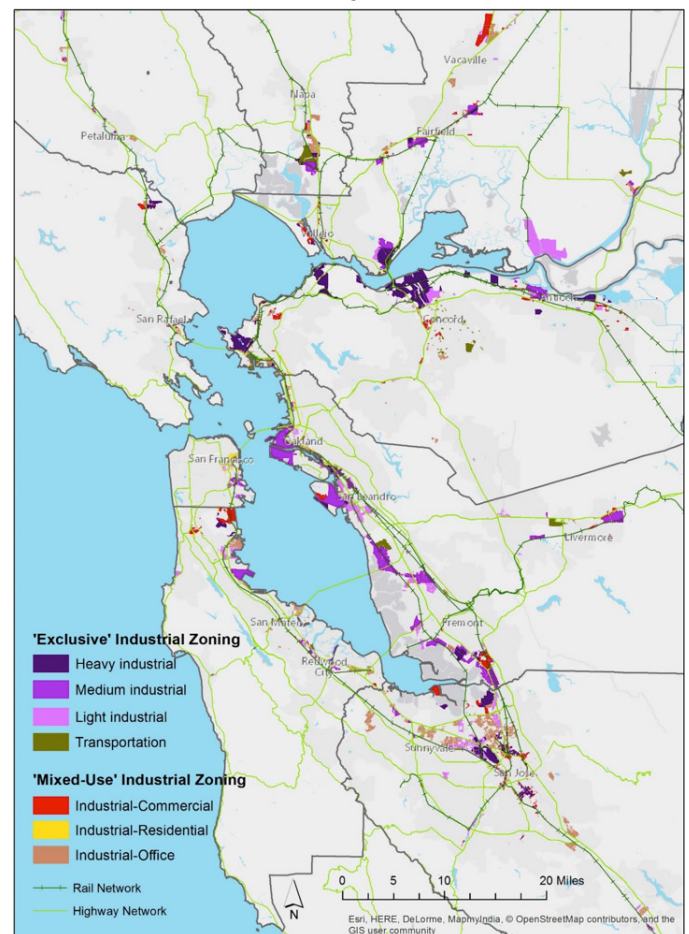 Vacaville
Napa
Petaluma
Fairfield
Vallejo
Antioch
San Rafael
Concord
Oakland
San Francisco
San Leandro
Livermore
San Mateo
Fremont
Redwood
City
Sunnyvale
San Jose
'Exclusive' Industrial Zoning
Heavy industrial
Medium industrial
Light industrial
Transportation
'Mixed-Use' Industrial Zoning
Industrial-Commercial
Industrial-Residential
Industrial-Office
Rail Network
Highway Network
N
0 5 10 20 Miles
Esri, HERE, DeLorme, MapmyIndia, © OpenStreetMap contributors, and the
GIS user community